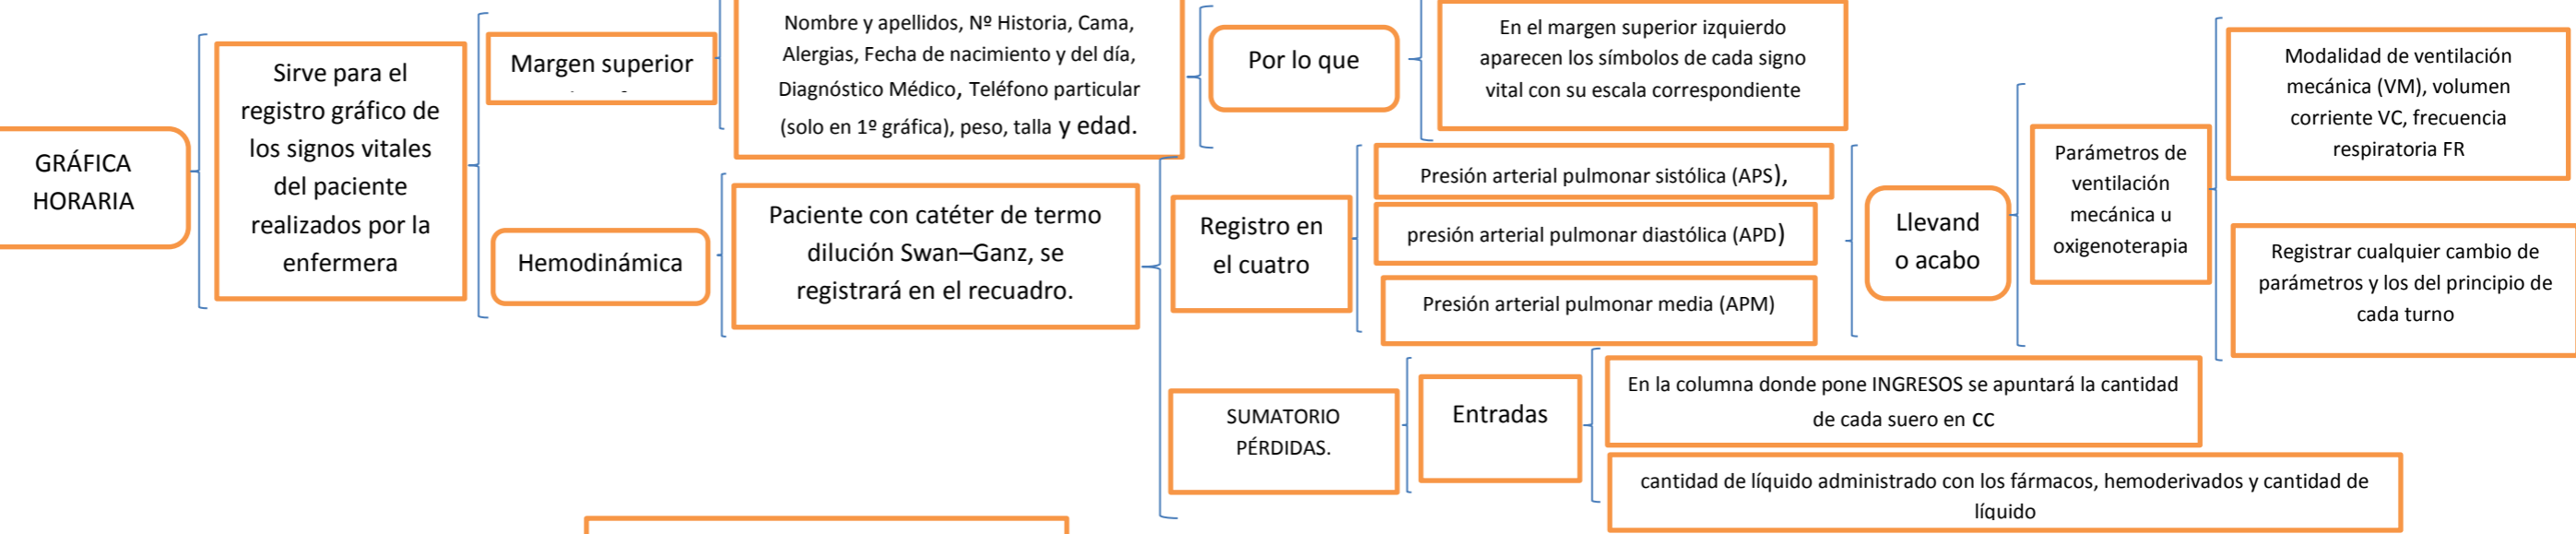 GRÁFICA
HORARIA
Sirve para el
registro gráfico de
los signos vitales
del paciente
realizados por la
enfermera
Margen superior
Nombre y apellidos, Nº Historia, Cama,
Alergias, Fecha de nacimiento y del día,
Diagnóstico Médico, Teléfono particular
(solo en 1º gráfica), peso, talla y edad.
Por lo que
En el margen superior izquierdo
aparecen los símbolos de cada signo
vital con su escala correspondiente
Hemodinámica
Paciente con catéter de termo
dilución Swan–Ganz, se
registrará en el recuadro.
Registro en
el cuatro
Presión arterial pulmonar sistólica (APS),
presión arterial pulmonar diastólica (APD)
Presión arterial pulmonar media (APM)
Llevand
o acabo
Parámetros de
ventilación
mecánica u
oxigenoterapia
Modalidad de ventilación
mecánica (VM), volumen
corriente VC, frecuencia
respiratoria FR
Registrar cualquier cambio de
parámetros y los del principio de
cada turno
SUMATORIO
PÉRDIDAS.
Entradas
En la columna donde pone INGRESOS se apuntará la cantidad
de cada suero en CC
cantidad de líquido administrado con los fármacos, hemoderivados y cantidad de
líquido